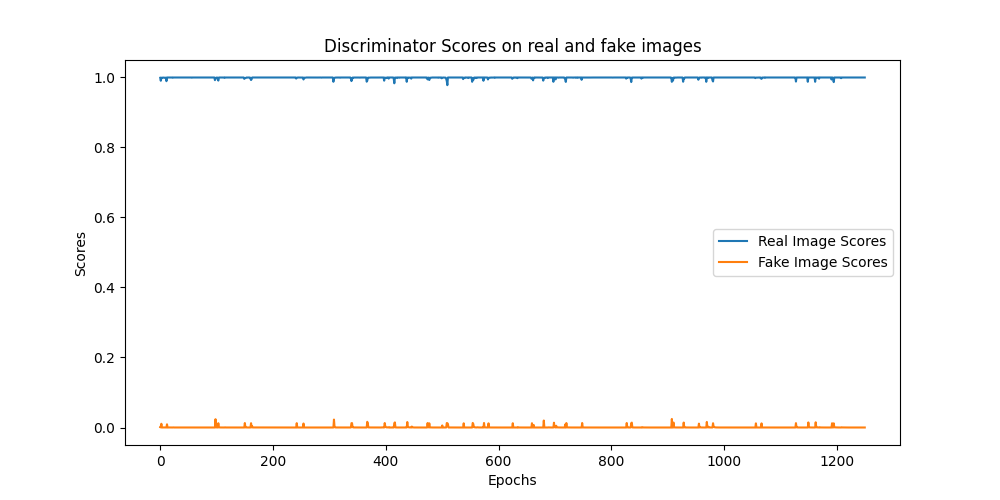 Discriminator Scores on real and fake images
1.0
0.8
0.6
0.4
0.2
0.0
Scores
Real Image Scores
Fake Image Scores
0 200 400 600 800 1000 1200
Epochs